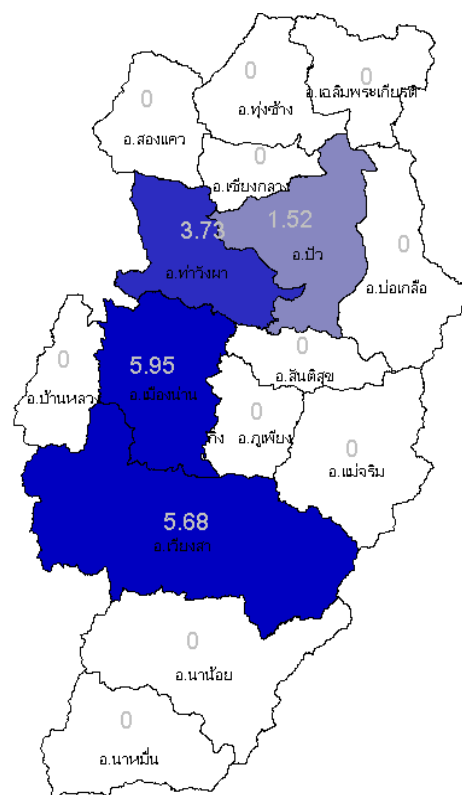 0
อ.เฉลิมพระเกียรติ
0
อ.ทุ่งช้าง
0
อ.สองแคว
0
อ.เชียงกลาง
3.73
อ.ท่าวังผา
1.52
อ.ปัว
0
อ.บ่อเกลือ
0
อ.สันติสุข
0
อ.บ้านหลวง
5.95
อ.เมืองน่าน
0
กิ่ง อ.ภูเพียง
0
อ.แม่จริม
5.68
อ.เวียงสา
0
อ.นาน้อย
0
อ.นาหมื่น